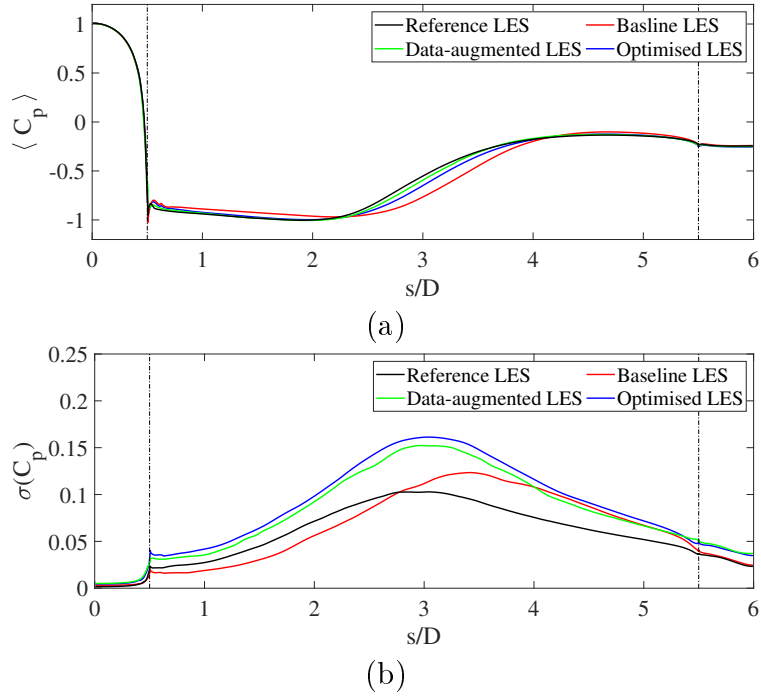 Reference LES Basline LES
Data-augmented LES Optimised LES
⟨ C_p ⟩
1
0.5
0
-0.5
-1
0 1 2 3 4 5 6
s/D
(a)
Reference LES Baseline LES
Data-augmented LES Optimised LES
σ(C_p)
0.25
0.2
0.15
0.1
0.05
0
0 1 2 3 4 5 6
s/D
(b)